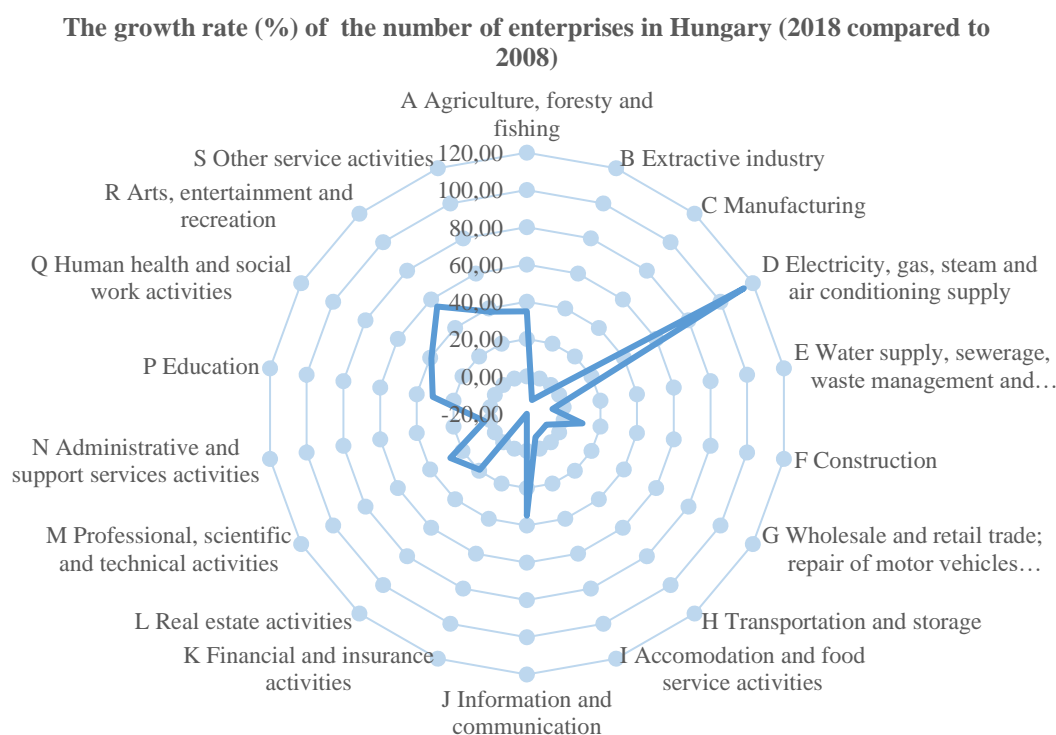 The growth rate (%) of  the number of enterprises in Hungary (2018 compared to
2008)
A Agriculture, foresty and
fishing
B Extractive industry
C Manufacturing
D Electricity, gas, steam and
air conditioning supply
E Water supply, sewerage,
waste management and…
F Construction
G Wholesale and retail trade;
repair of motor vehicles…
H Transportation and storage
I Accomodation and food
service activities
J Information and
communication
K Financial and insurance
activities
L Real estate activities
M Professional, scientific
and technical activities
N Administrative and
support services activities
P Education
Q Human health and social
work activities
R Arts, entertainment and
recreation
S Other service activities
120,00
100,00
80,00
60,00
40,00
20,00
0,00
-20,00